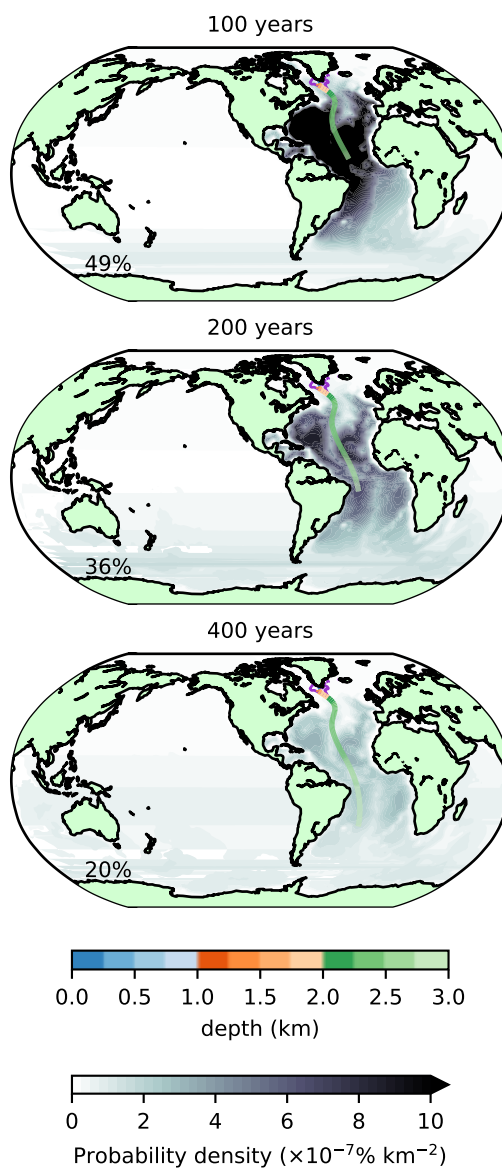 100 years
49%
200 years
36%
400 years
20%
0.0 0.5 1.0 1.5 2.0 2.5 3.0
depth (km)
0 2 4 6 8 10
Probability density (×10⁻⁷% km⁻²)